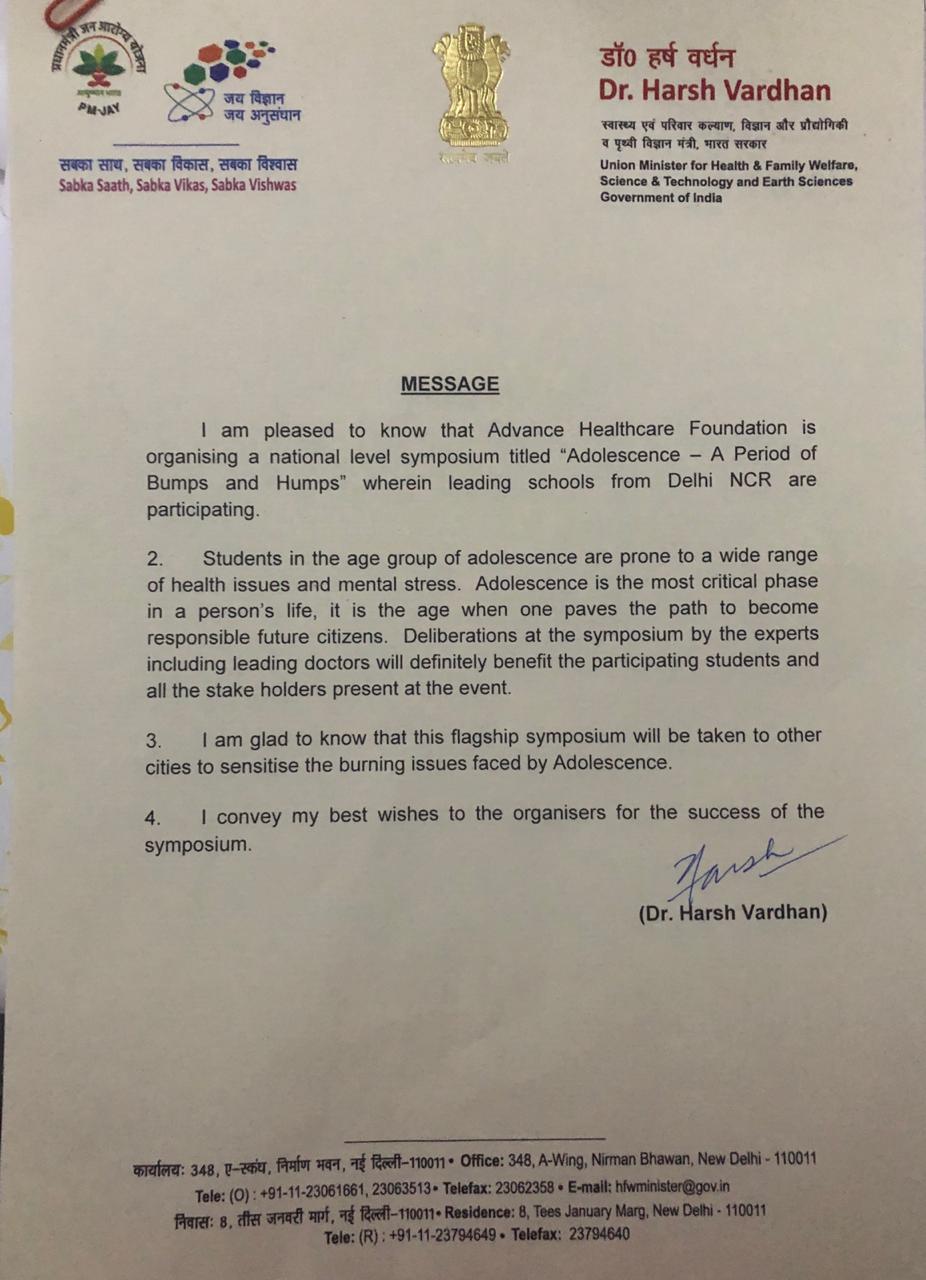 प्रधानमंत्री जन आरोग्य योजना
आयुष्मान भारत
PM-JAY
जय विज्ञान
जय अनुसंधान
सबका साथ, सबका विकास, सबका विश्वास
Sabka Saath, Sabka Vikas, Sabka Vishwas
सत्यमेव जयते
डॉ0 हर्ष वर्धन
Dr. Harsh Vardhan
स्वास्थ्य एवं परिवार कल्याण, विज्ञान और प्रौद्योगिकी
व पृथ्वी विज्ञान मंत्री, भारत सरकार
Union Minister for Health & Family Welfare,
Science & Technology and Earth Sciences
Government of India
MESSAGE
I am pleased to know that Advance Healthcare Foundation is
organising a national level symposium titled “Adolescence – A Period of
Bumps and Humps” wherein leading schools from Delhi NCR are
participating.
2. Students in the age group of adolescence are prone to a wide range
of health issues and mental stress. Adolescence is the most critical phase
in a person’s life, it is the age when one paves the path to become
responsible future citizens. Deliberations at the symposium by the experts
including leading doctors will definitely benefit the participating students and
all the stake holders present at the event.
3. I am glad to know that this flagship symposium will be taken to other
cities to sensitise the burning issues faced by Adolescence.
4. I convey my best wishes to the organisers for the success of the
symposium.
Harsh
(Dr. Harsh Vardhan)
कार्यालयः 348, ए-स्कंध, निर्माण भवन, नई दिल्ली-110011 • Office: 348, A-Wing, Nirman Bhawan, New Delhi - 110011
Tele: (O) : +91-11-23061661, 23063513 • Telefax: 23062358 • E-mail: hfwminister@gov.in
निवासः 8, तीस जनवरी मार्ग, नई दिल्ली-110011 • Residence: 8, Tees January Marg, New Delhi - 110011
Tele: (R) : +91-11-23794649 • Telefax: 23794640